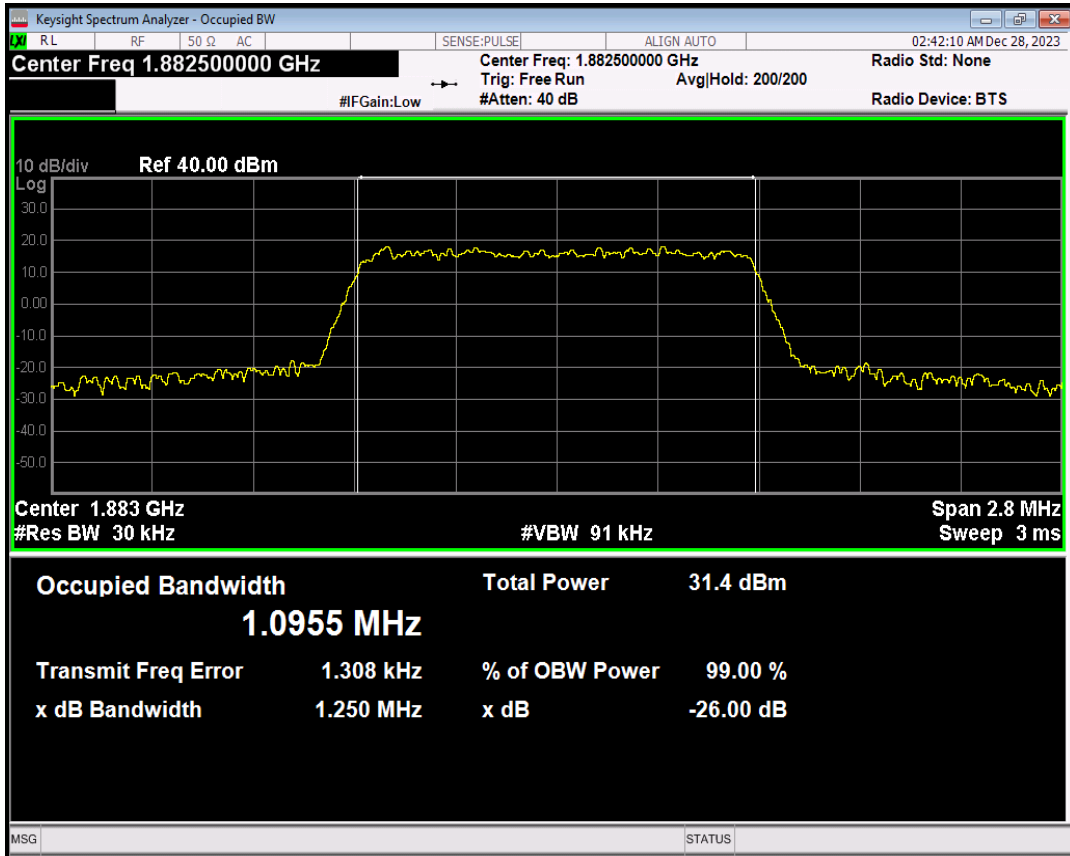 Keysight Spectrum Analyzer - Occupied BW
LXI RL RF 50 Ω AC SENSE:PULSE ALIGN AUTO 02:42:10 AM Dec 28, 2023
Center Freq 1.882500000 GHz Center Freq: 1.882500000 GHz Radio Std: None
Trig: Free Run Avg|Hold: 200/200
#IFGain:Low #Atten: 40 dB Radio Device: BTS
10 dB/div Ref 40.00 dBm
Log
30.0
20.0
10.0
0.00
-10.0
-20.0
-30.0
-40.0
-50.0
Center 1.883 GHz Span 2.8 MHz
#Res BW 30 kHz #VBW 91 kHz Sweep 3 ms
Occupied Bandwidth Total Power 31.4 dBm
1.0955 MHz
Transmit Freq Error 1.308 kHz % of OBW Power 99.00 %
x dB Bandwidth 1.250 MHz x dB -26.00 dB
MSG STATUS